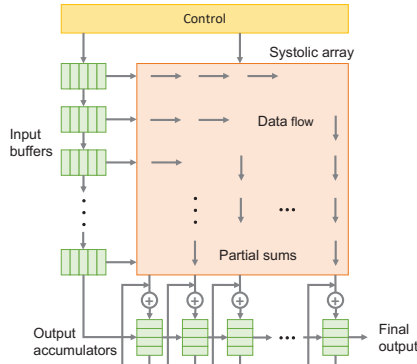 Control
Systolic array
Data flow
Input
buffers
Partial sums
Output
accumulators
Final
output